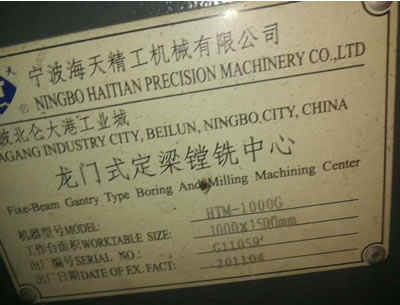 天
宁波海天精工机械有限公司
NINGBO HAITIAN PRECISION MACHINERY CO.,LTD
波北仑大港工业城
AGANG INDUSTRY CITY, BEILUN, NINGBO CITY, CHINA
龙门式定梁镗铣中心
Fixe-Beam Gantry Type Boring And Milling Machining Center
机器型号MODEL: HTM-1000G
工作台面积WORKTABLE SIZE: 1000x1500mm
出厂编号SERIAL NO.: G11059
出厂日期DATE OF EX. FACT: 201104